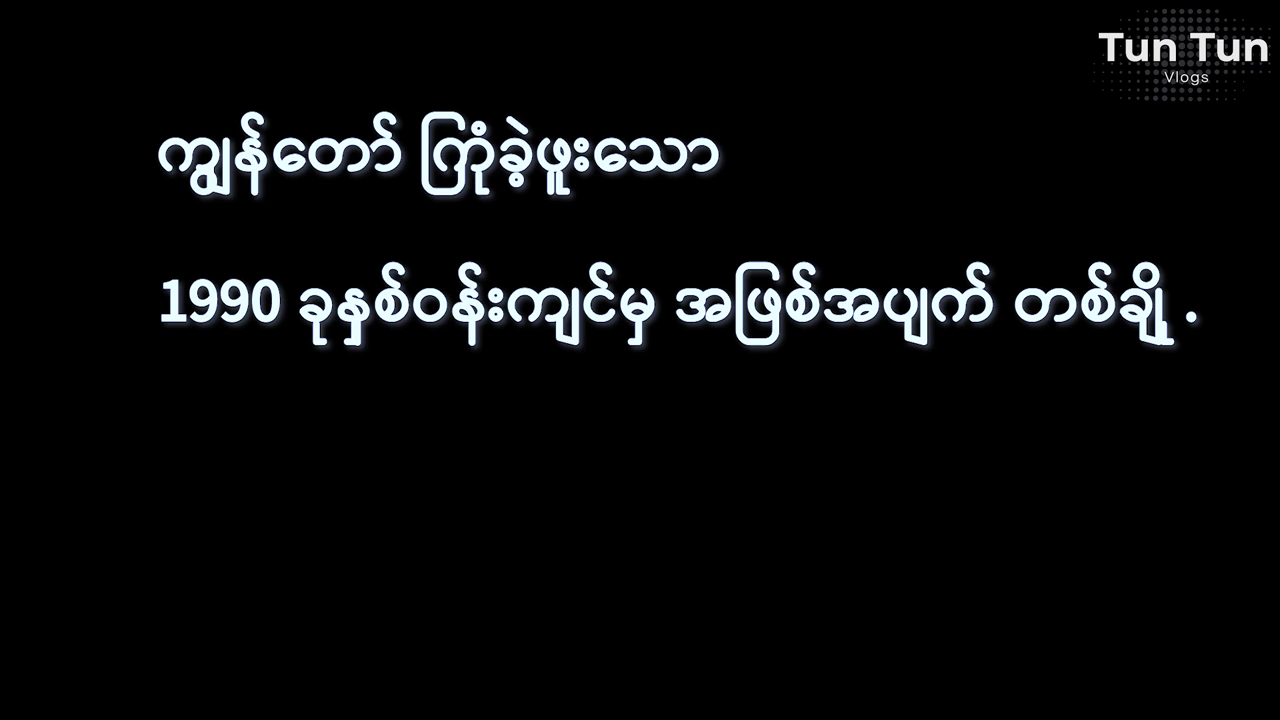 Tun Tun
Vlogs
ကျွန်တော် ကြုံခဲ့ဖူးသော
1990 ခုနှစ်ဝန်းကျင်မှ အဖြစ်အပျက် တစ်ချို့ .